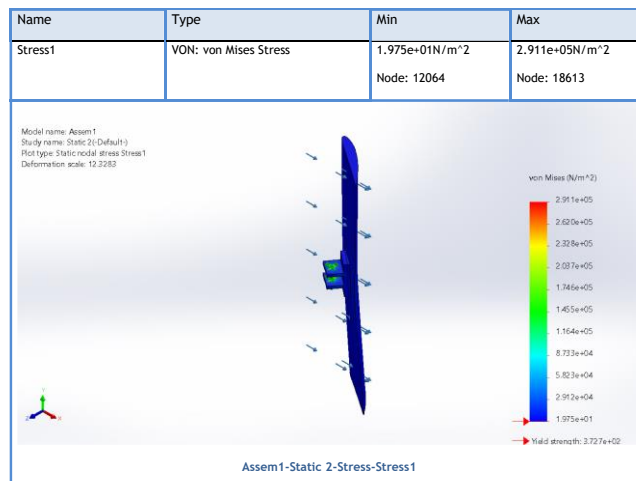 Name Type Min Max
Stress1 VON: von Mises Stress 1.975e+01N/m^2 2.911e+05N/m^2
Node: 12064 Node: 18613
Model name: Assem1
Study name: Static 2(-Default-)
Plot type: Static nodal stress Stress1
Deformation scale: 12.3283
von Mises (N/m^2)
2.911e+05
2.620e+05
2.328e+05
2.037e+05
1.746e+05
1.455e+05
1.164e+05
8.733e+04
5.823e+04
2.912e+04
1.975e+01
Yield strength: 3.727e+02
Y
Z X
Assem1-Static 2-Stress-Stress1